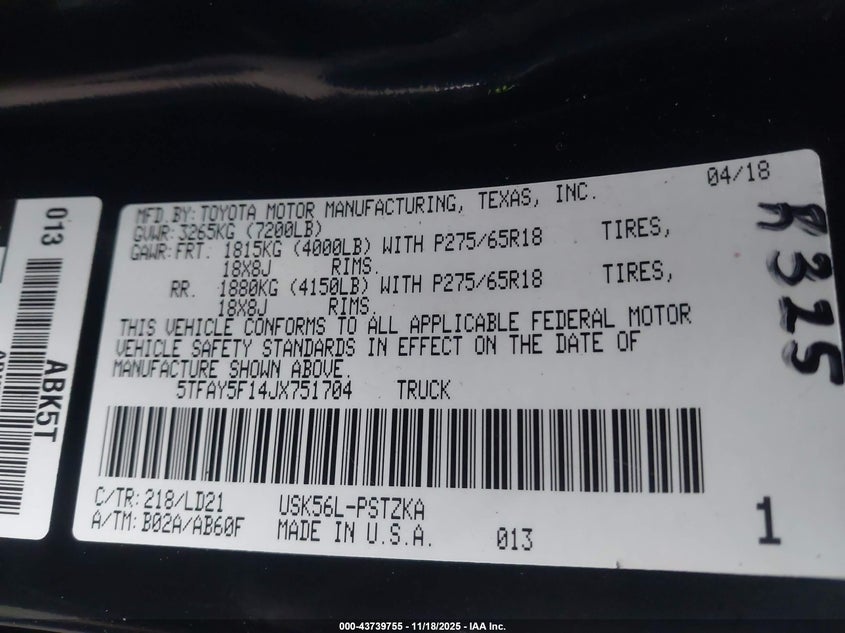 04/18
MFD.BY:TOYOTA MOTOR MANUFACTURING, TEXAS, INC.
GVWR:3265KG (7200LB)
GAWR:FRT. 1815KG (4000LB) WITH P275/65R18 TIRES,
18X8J RIMS.
RR. 1880KG (4150LB) WITH P275/65R18 TIRES,
18X8J RIMS.
THIS VEHICLE CONFORMS TO ALL APPLICABLE FEDERAL MOTOR
VEHICLE SAFETY STANDARDS IN EFFECT ON THE DATE OF
MANUFACTURE SHOWN ABOVE.
5TFAY5F14JX751704 TRUCK
C/TR:218/LD21 USK56L-PSTZKA
A/TM:B02A/AB60F MADE IN U.S.A. 013
1
R325
013
ABK5T
000-43739755 - 11/18/2025 - IAA Inc.